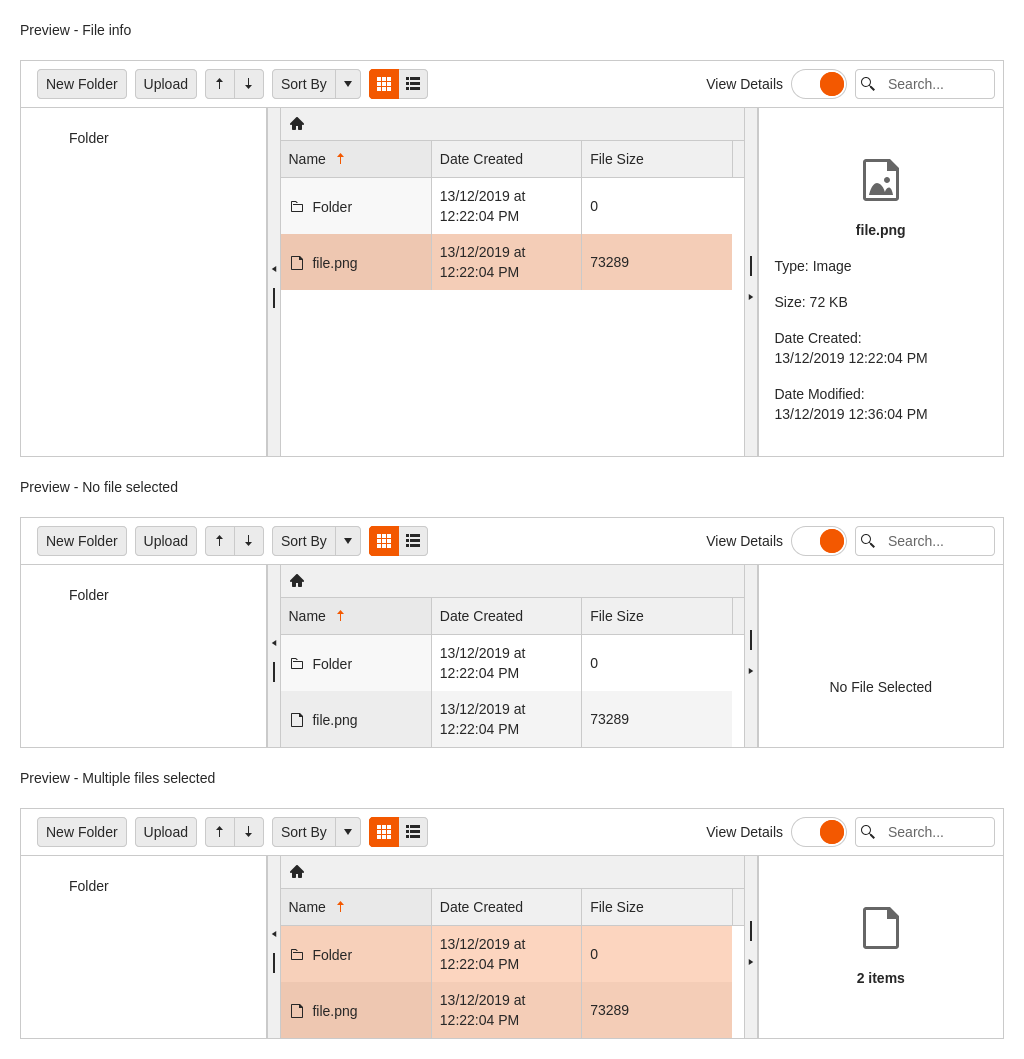 Preview - File info
New Folder Upload Sort By View Details Search...
Folder
Name Date Created File Size
Folder 13/12/2019 at 12:22:04 PM 0
file.png 13/12/2019 at 12:22:04 PM 73289
file.png
Type: Image
Size: 72 KB
Date Created:
13/12/2019 12:22:04 PM
Date Modified:
13/12/2019 12:36:04 PM
Preview - No file selected
New Folder Upload Sort By View Details Search...
Folder
Name Date Created File Size
Folder 13/12/2019 at 12:22:04 PM 0
file.png 13/12/2019 at 12:22:04 PM 73289
No File Selected
Preview - Multiple files selected
New Folder Upload Sort By View Details Search...
Folder
Name Date Created File Size
Folder 13/12/2019 at 12:22:04 PM 0
file.png 13/12/2019 at 12:22:04 PM 73289
2 items